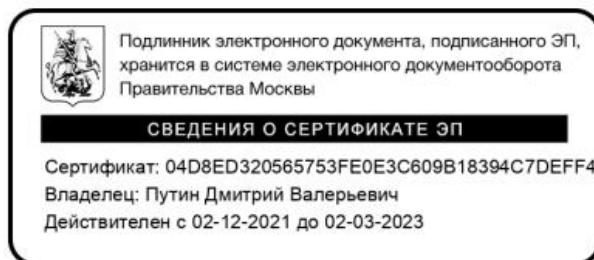 Подлинник электронного документа, подписанного ЭП,
хранится в системе электронного документооборота
Правительства Москвы
СВЕДЕНИЯ О СЕРТИФИКАТЕ ЭП
Сертификат: 04D8ED320565753FE0E3C609B18394C7DEFF4
Владелец: Путин Дмитрий Валерьевич
Действителен с 02-12-2021 до 02-03-2023